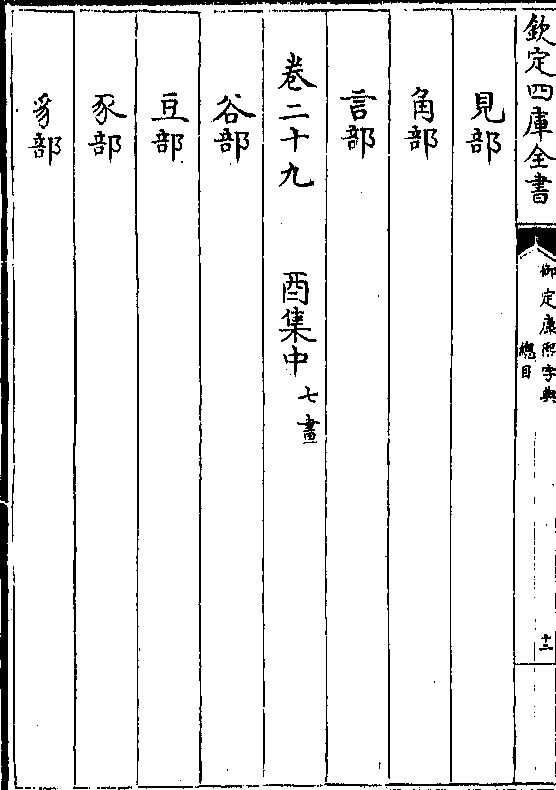 欽定四庫全書
御定康熙字典
總目
十三
見部
角部
言部
卷二十九 酉集中七畫
谷部
豆部
豕部
豸部